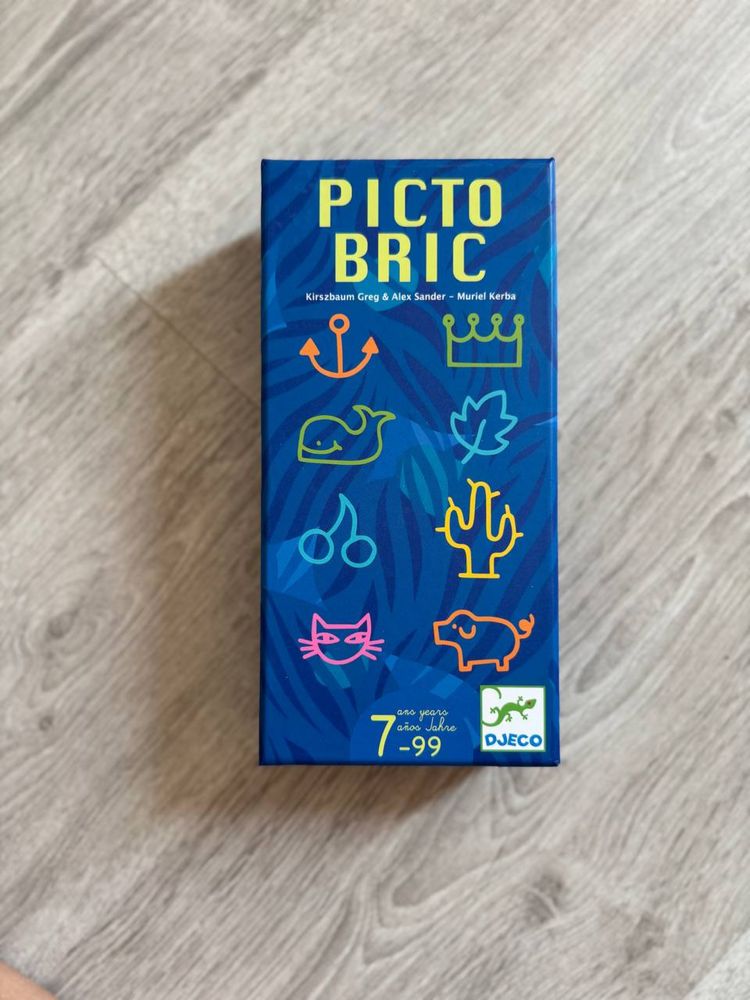 PICTO
BRIC
Kirszbaum Greg & Alex Sander – Muriel Kerba
7
ans years
años Jahre
-99
DJECO